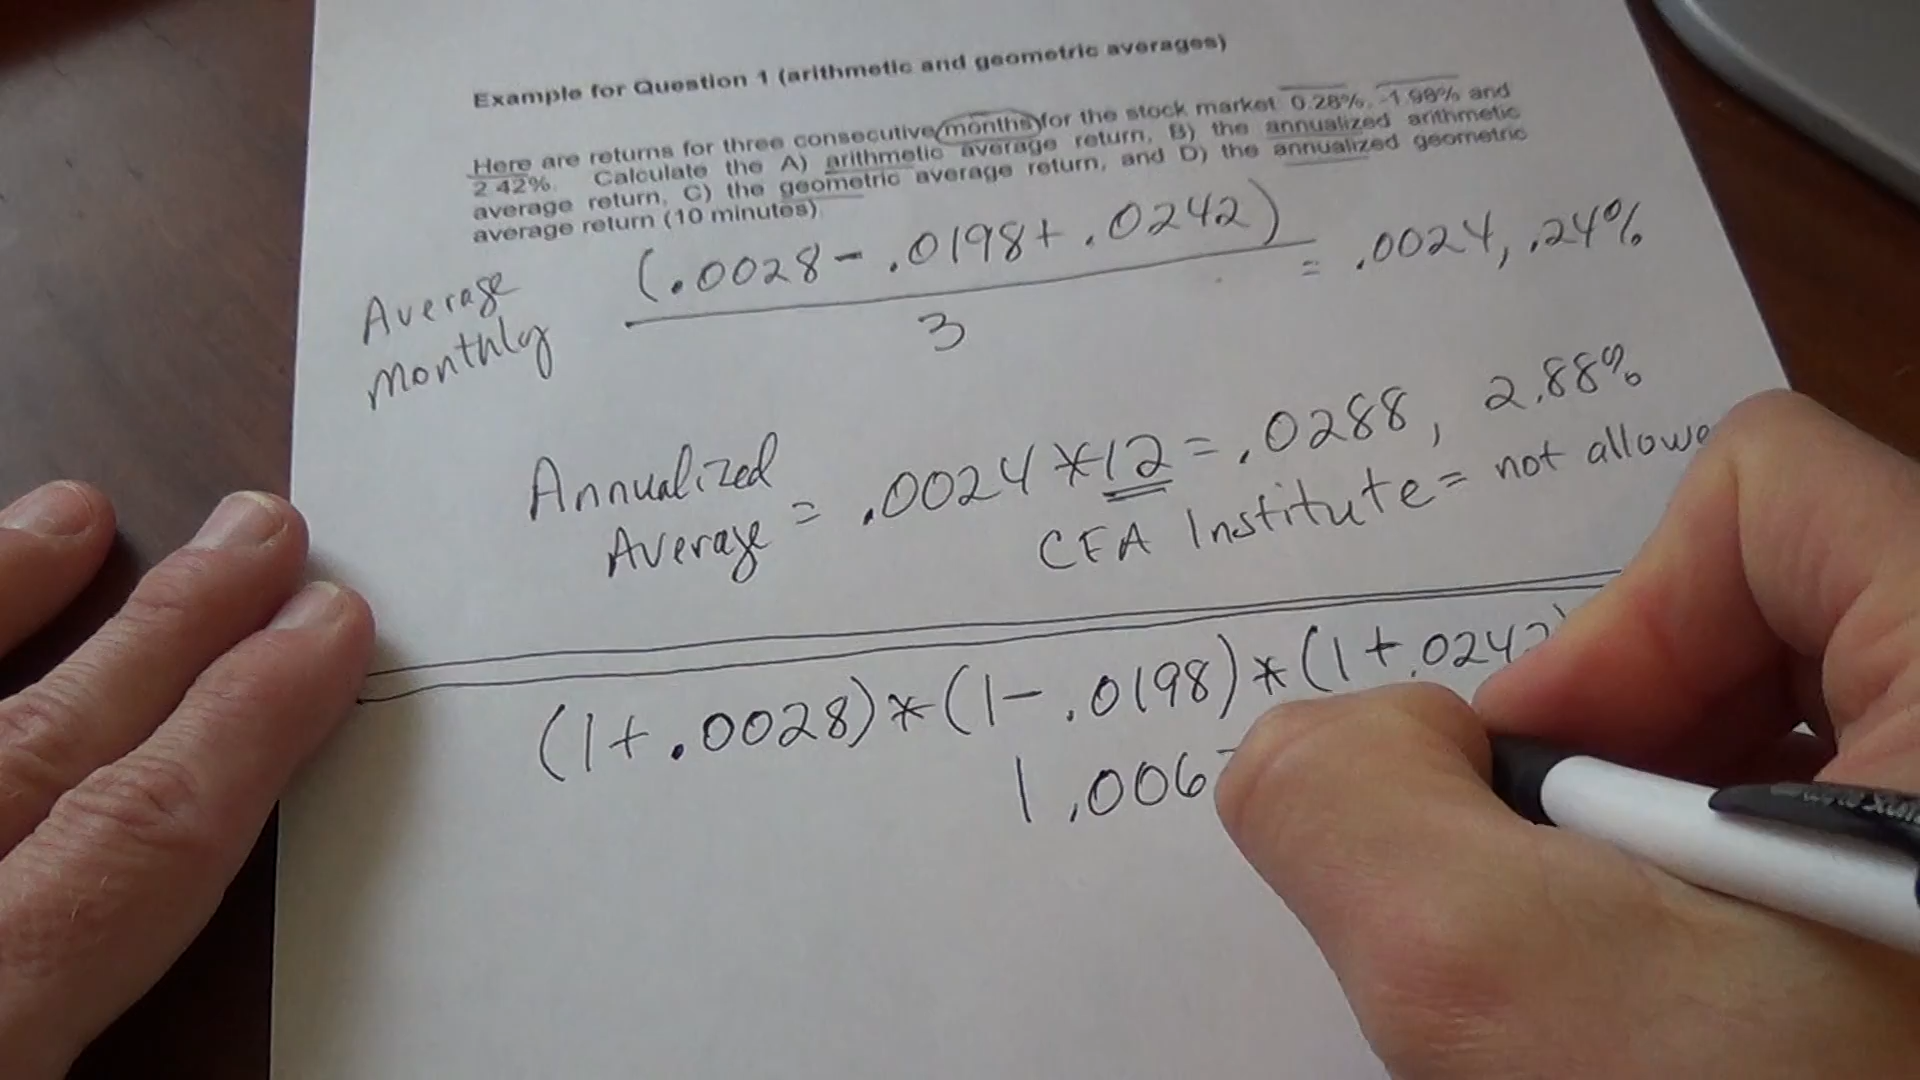 Example for Question 1 (arithmetic and geometric averages)
Here are returns for three consecutive months for the stock market 0.28%, -1.98% and
2.42%. Calculate the A) arithmetic average return, B) the annualized arithmetic
average return, C) the geometric average return, and D) the annualized geometric
average return (10 minutes)
Average
monthly
(.0028 - .0198 + .0242)
3
= .0024, .24%
Annualized
Average = .0024 * 12 = .0288, 2.88%
CFA Institute = not allowe
(1 + .0028) * (1 - .0198) * (1 + .0242)
1.006